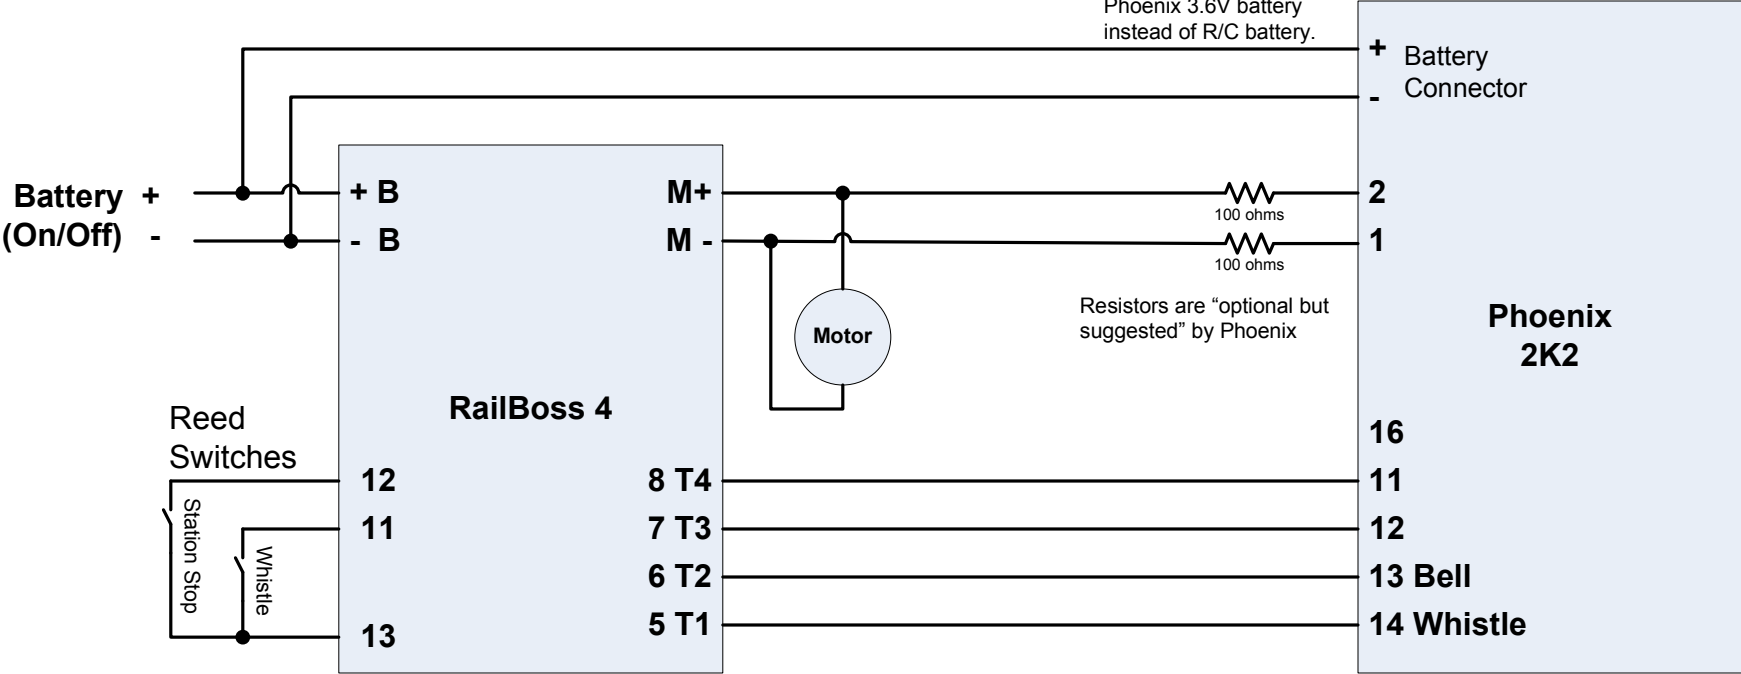 Phoenix 3.6V battery
instead of R/C battery.
+ Battery
- Connector
Battery +
(On/Off) -
+ B
- B
M+
M -
100 ohms
100 ohms
2
1
Resistors are “optional but
suggested” by Phoenix
Motor
Phoenix
2K2
RailBoss 4
Reed
Switches
Station Stop
Whistle
12
11
13
8 T4
7 T3
6 T2
5 T1
16
11
12
13 Bell
14 Whistle